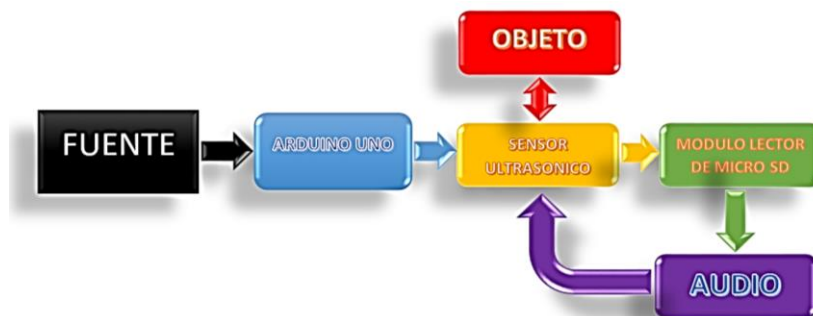 OBJETO
FUENTE
ARDUINO UNO
SENSOR
ULTRASONICO
MODULO LECTOR
DE MICRO SD
AUDIO